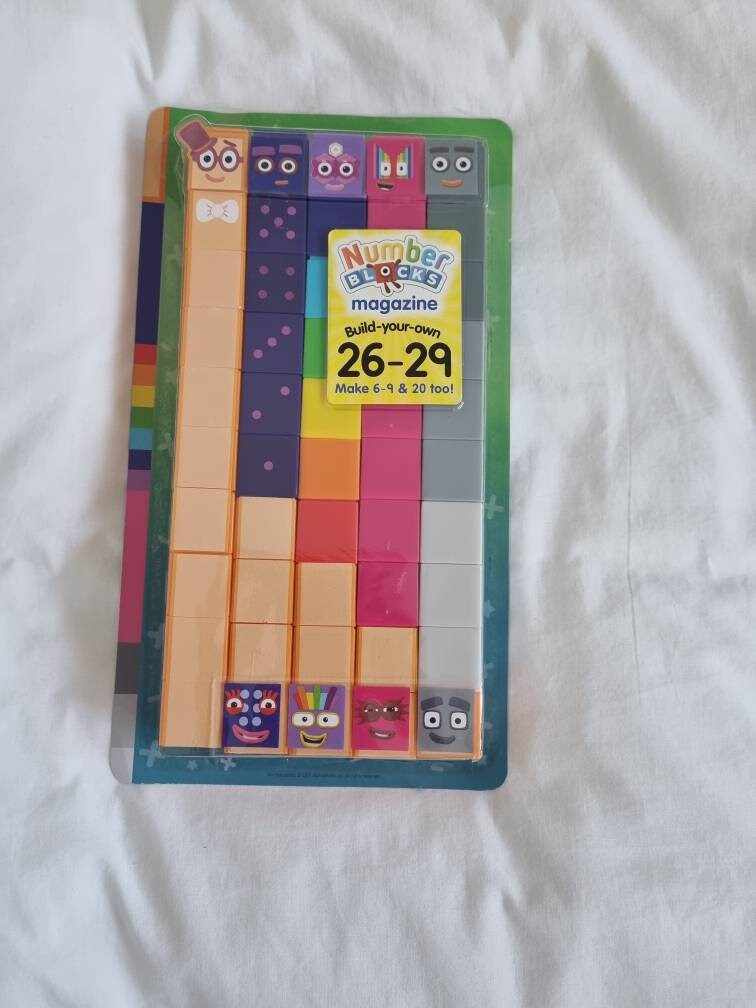 Number
BLOCKS
magazine
Build-your-own
26-29
Make 6-9 & 20 too!